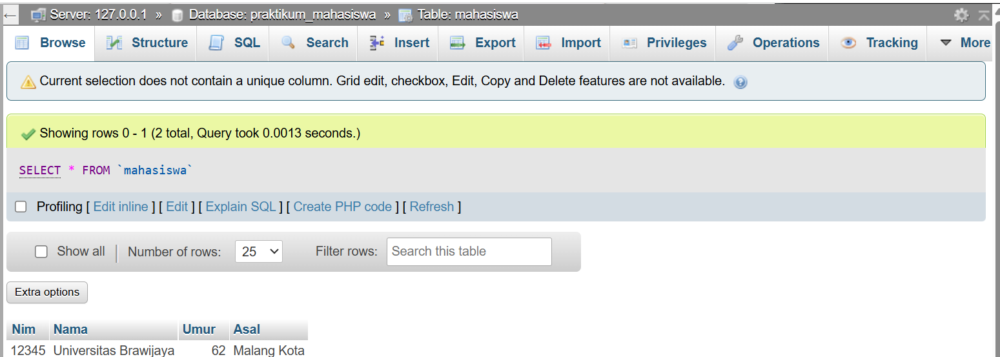 Server: 127.0.0.1 » Database: praktikum_mahasiswa » Table: mahasiswa
Browse Structure SQL Search Insert Export Import Privileges Operations Tracking More
Current selection does not contain a unique column. Grid edit, checkbox, Edit, Copy and Delete features are not available.
Showing rows 0 - 1 (2 total, Query took 0.0013 seconds.)
SELECT * FROM `mahasiswa`
Profiling [ Edit inline ] [ Edit ] [ Explain SQL ] [ Create PHP code ] [ Refresh ]
Show all | Number of rows: 25 Filter rows: Search this table
Extra options
Nim Nama Umur Asal
12345 Universitas Brawijaya 62 Malang Kota